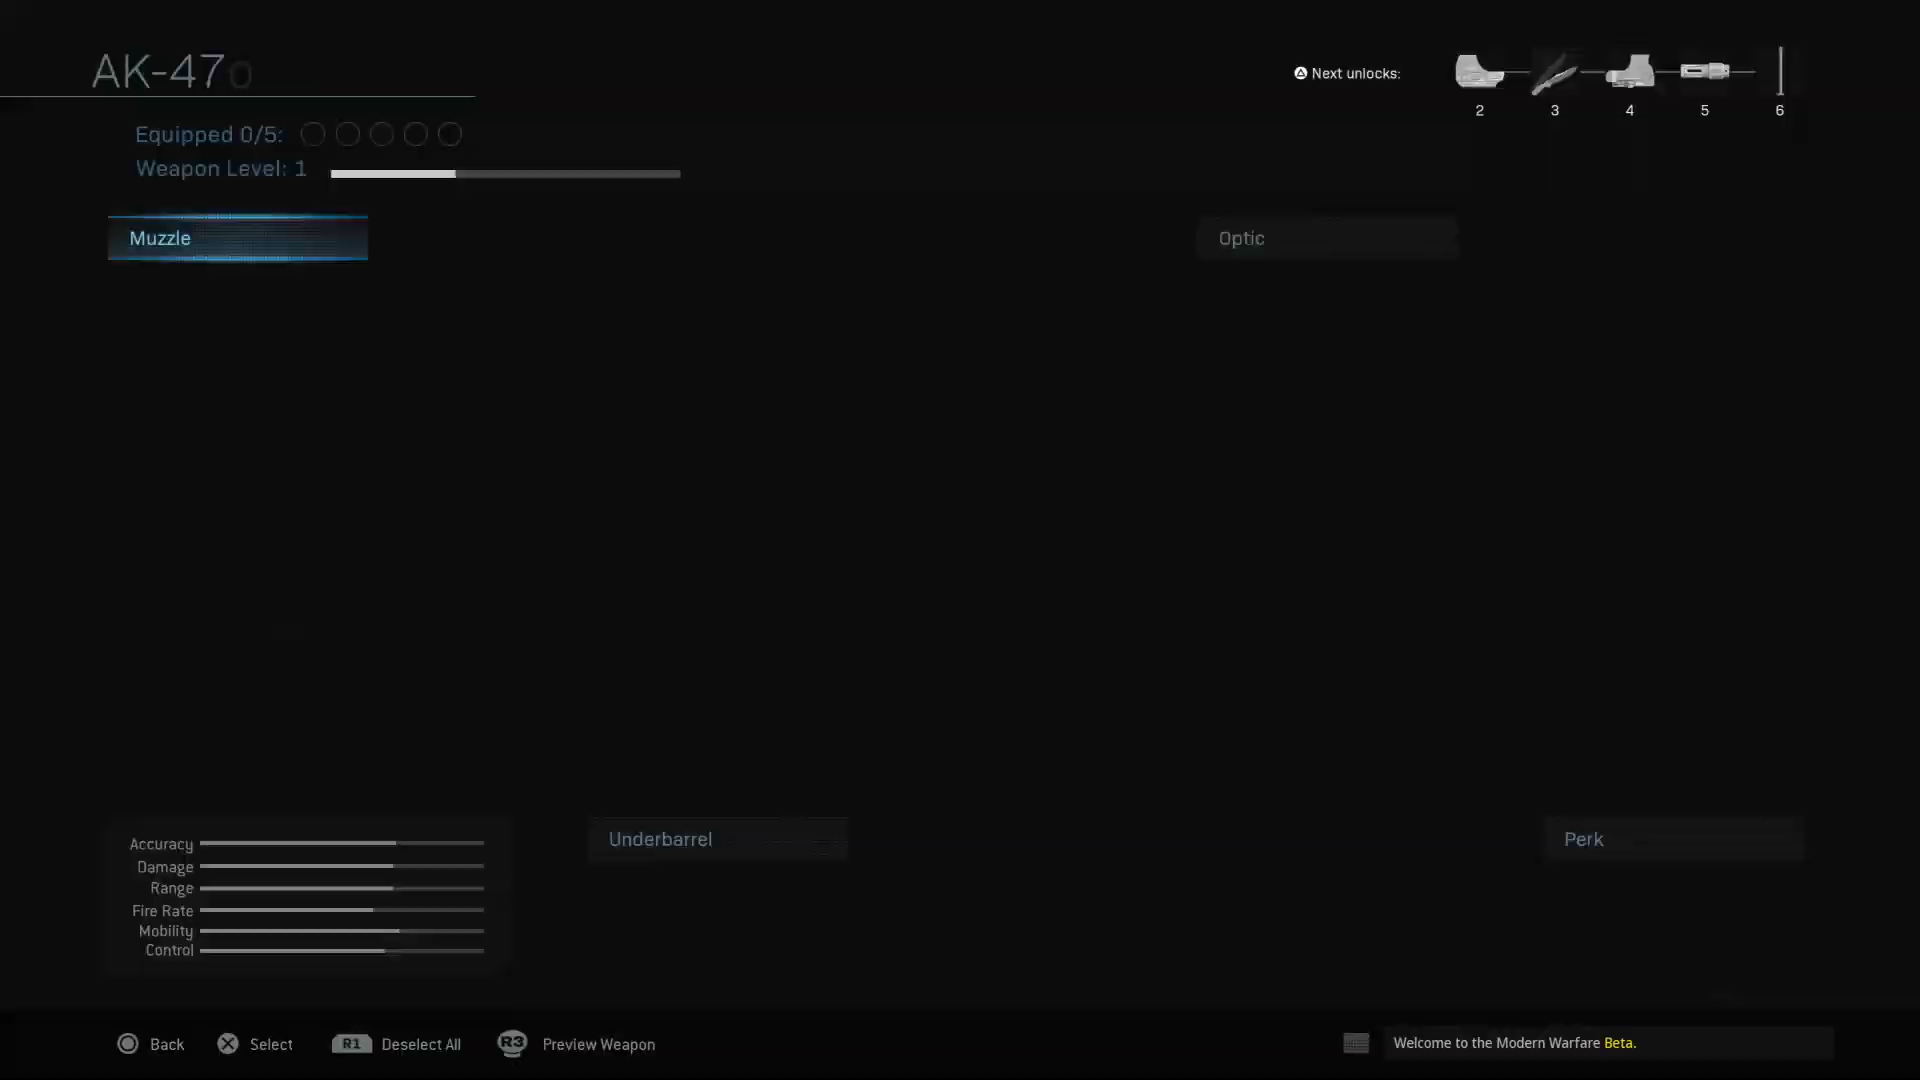 AK-47
Next unlocks:
2 3 4 5 6
Equipped 0/5:
Weapon Level: 1
Muzzle
Optic
Underbarrel
Perk
Accuracy
Damage
Range
Fire Rate
Mobility
Control
Back
Select
R1 Deselect All
R3 Preview Weapon
Welcome to the Modern Warfare Beta.